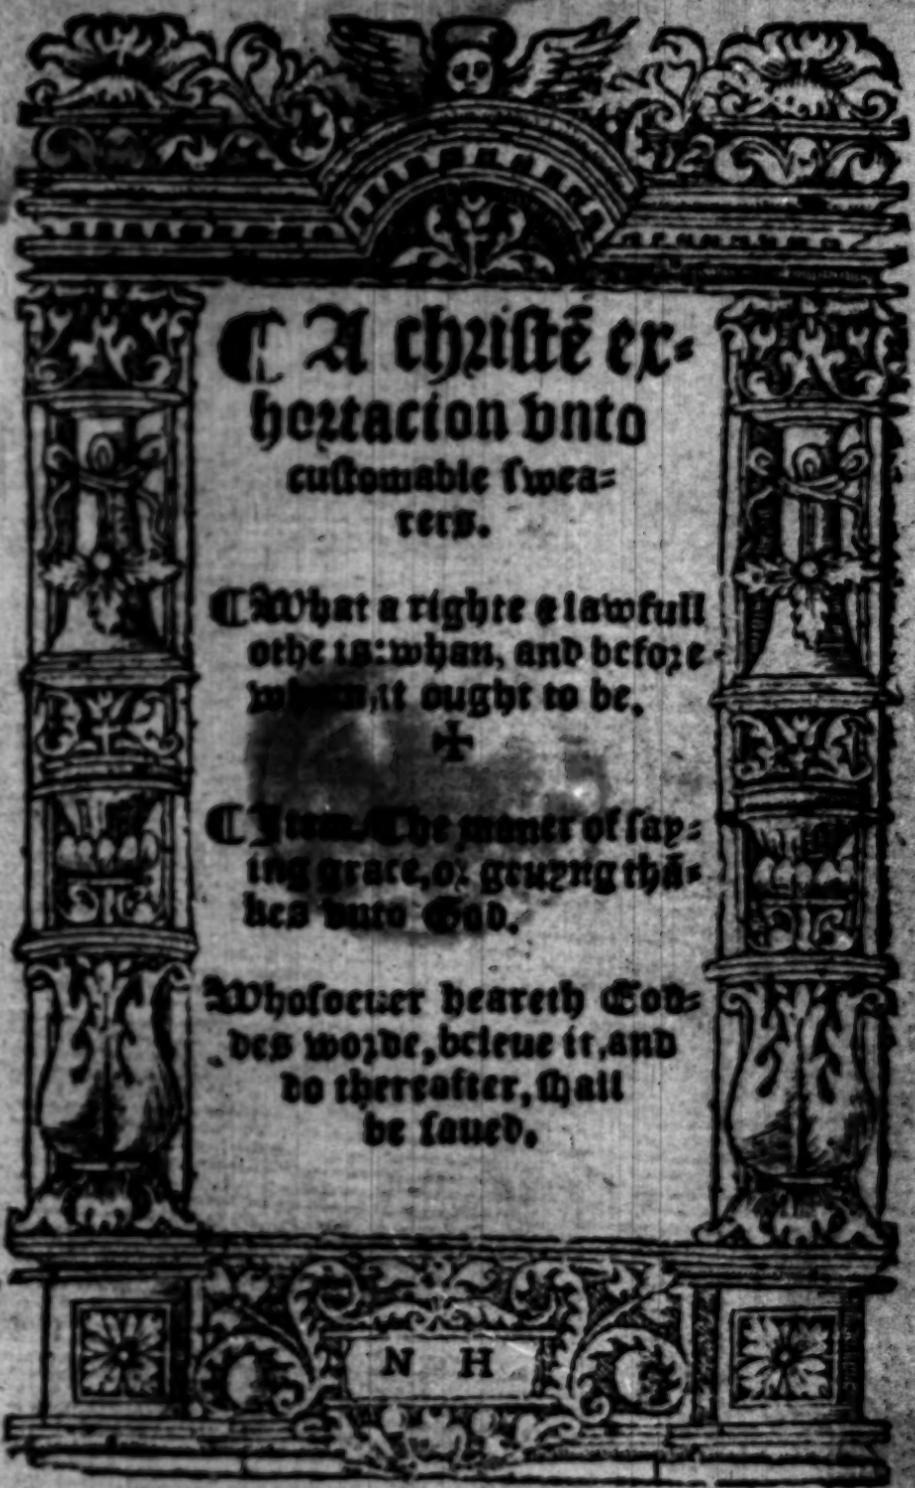 ¶ A christē ex⸗
hortacion vnto
customable swea⸗
rers.
¶ What a righte & lawfull
othe is: whan, and before
whom, it ought to be.
✠
¶ Item. The maner of say⸗
ing grace, or geuyng thā⸗
kes vnto God.
Whosoeuer heareth God⸗
des worde, beleue it, and
do thereafter, shall
be saued.
N H